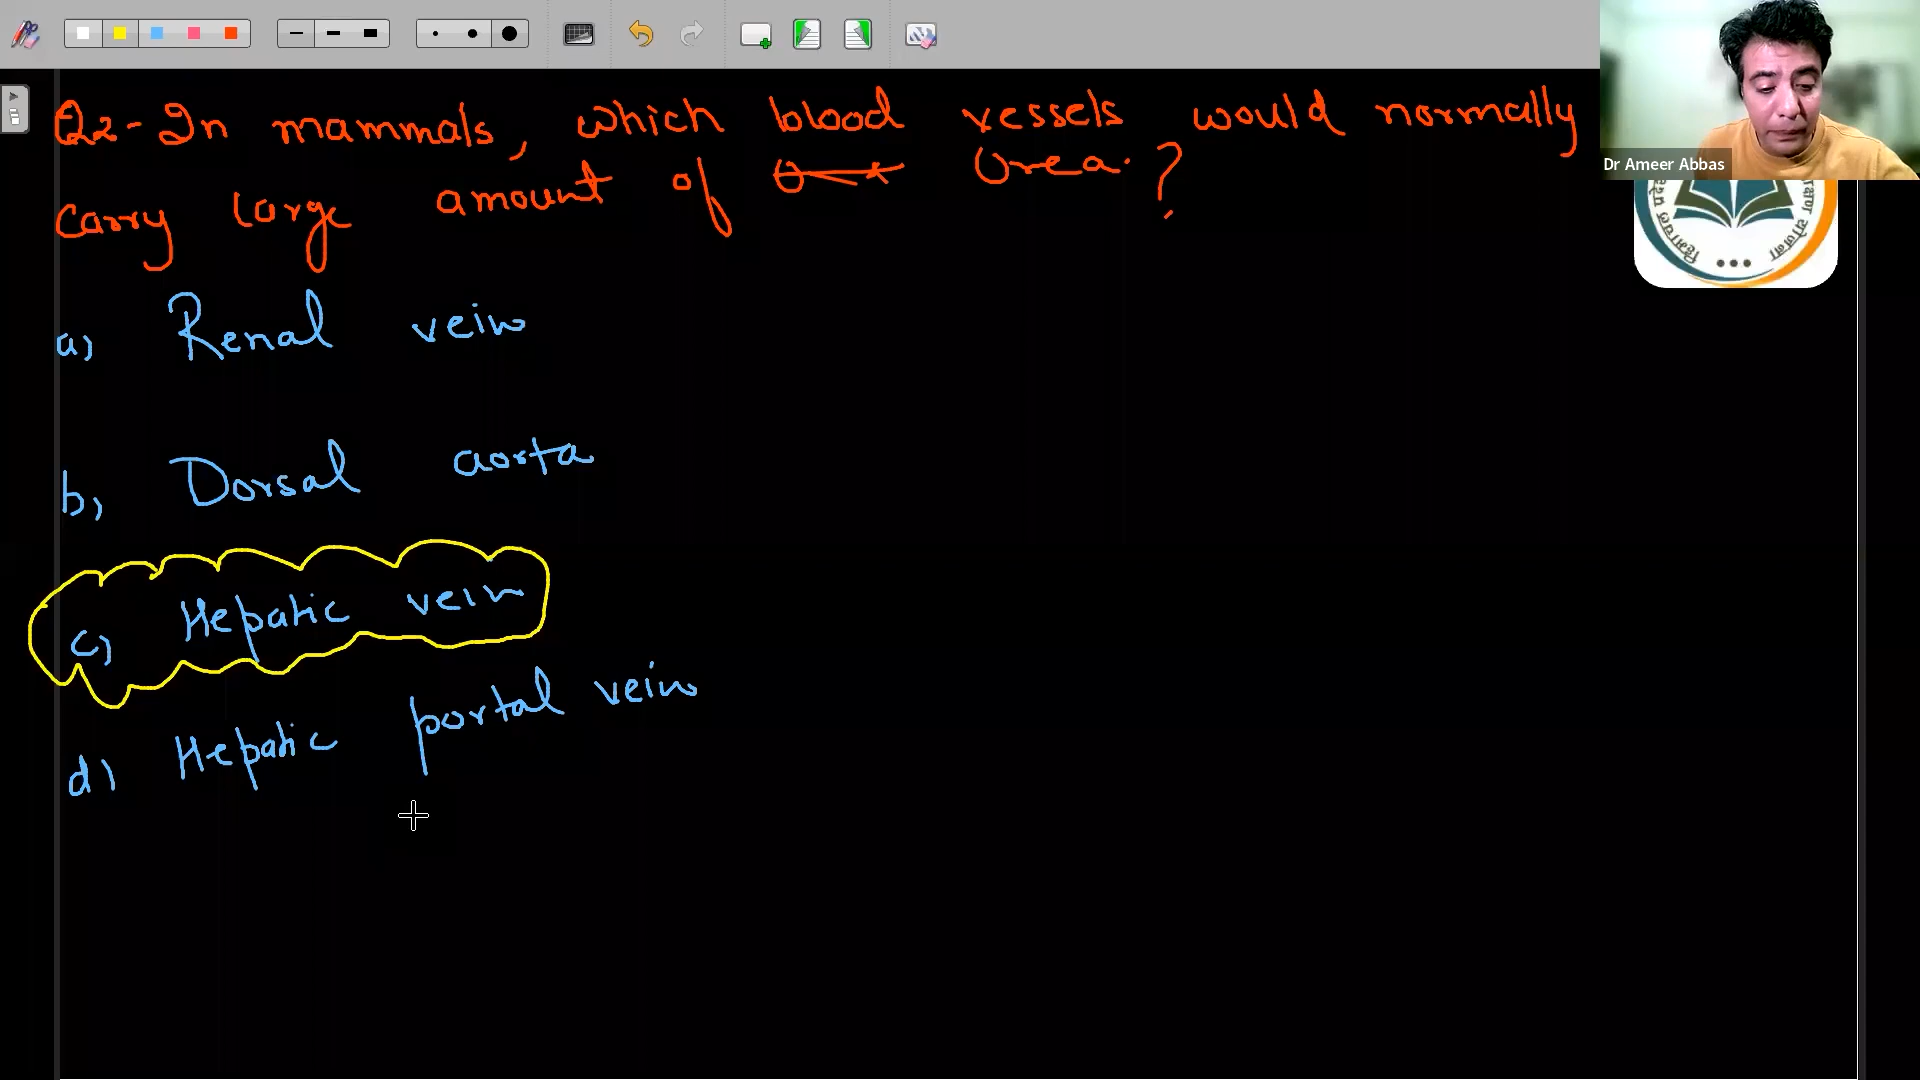 Q2- In mammals, which blood vessels would normally
carry large amount of Urea. ?
a) Renal vein
b) Dorsal aorta
c) Hepatic vein
d) Hepatic portal vein
Dr Ameer Abbas